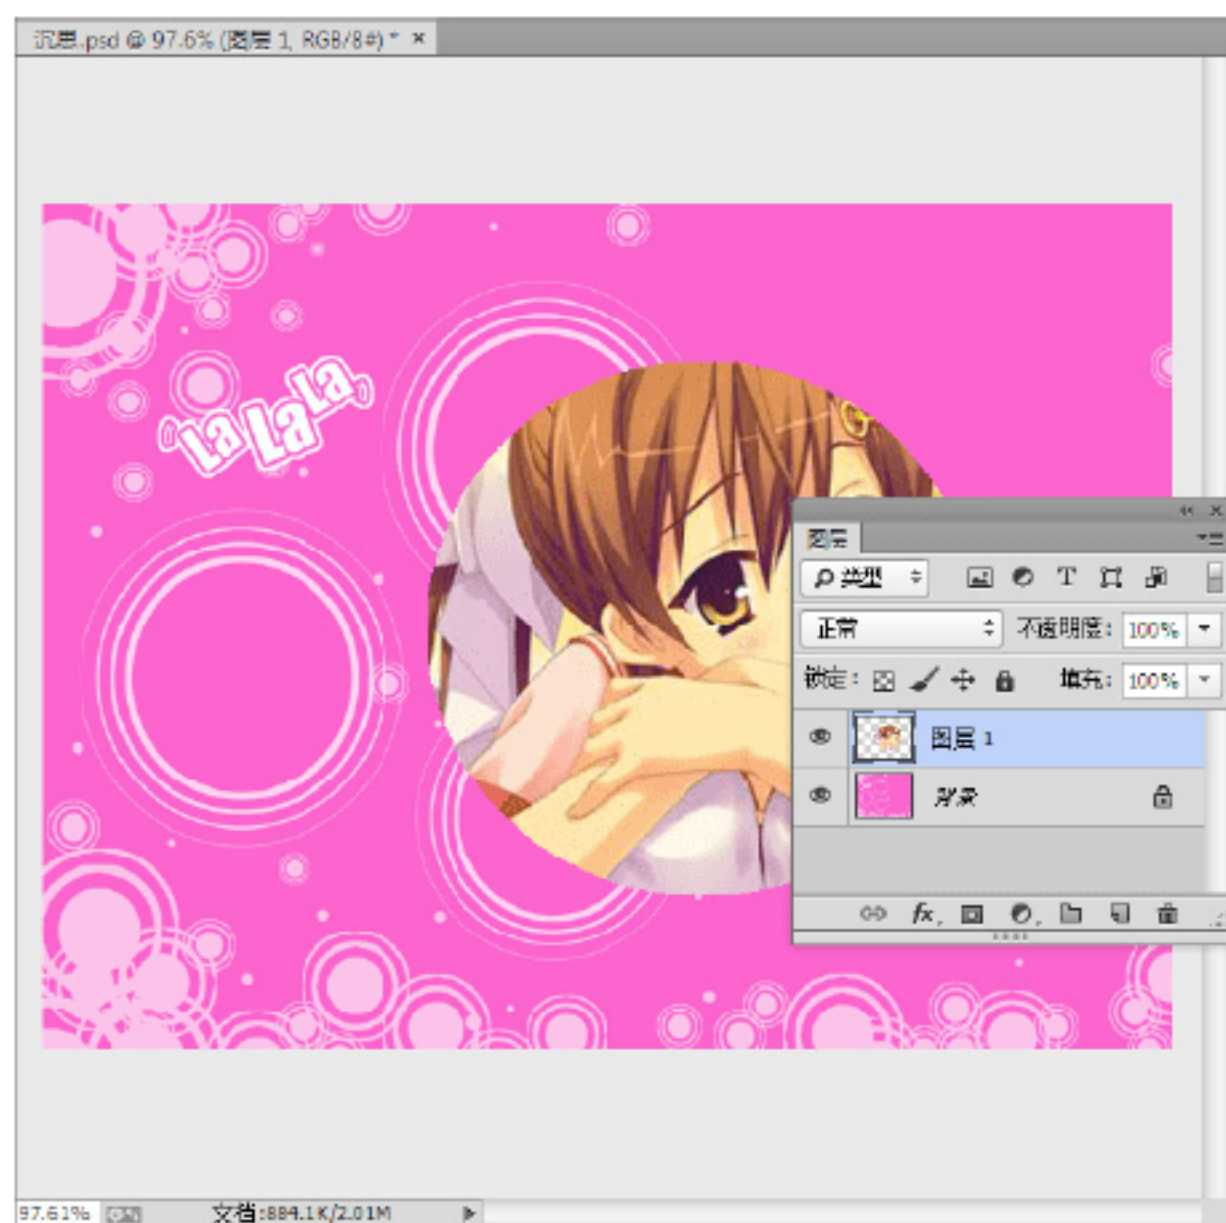 沉思.psd @ 97.6% (图层 1, RGB/8#) * ×
La La La
图层
类型
T
正常 不透明度: 100%
锁定: 填充: 100%
图层 1
背景
fx
97.61% 文档:884.1K/2.01M